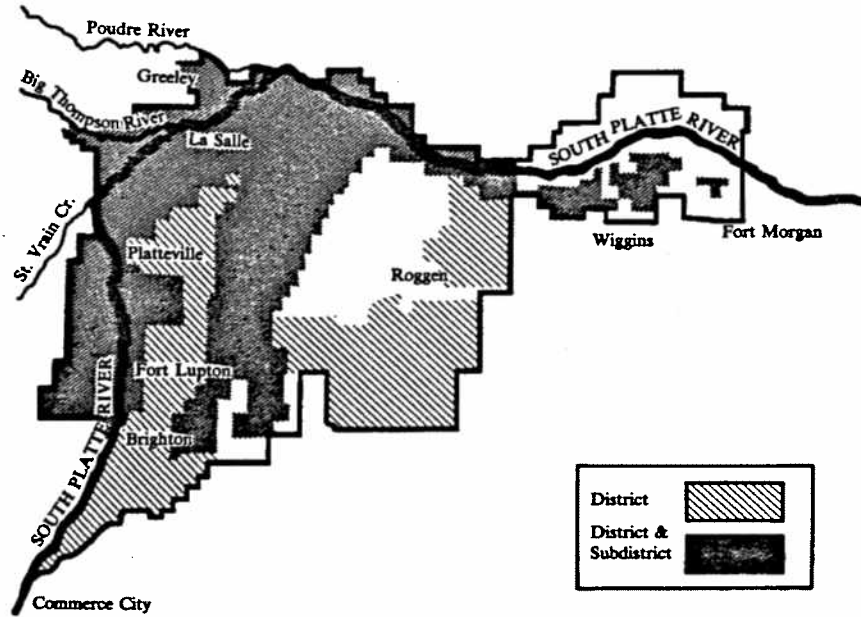 Poudre River
Greeley
Big Thompson River
La Salle
SOUTH PLATTE RIVER
St. Vrain Cr.
Wiggins
Fort Morgan
Platteville
Roggen
Fort Lupton
SOUTH PLATTE RIVER
Brighton
District
District &
Subdistrict
Commerce City